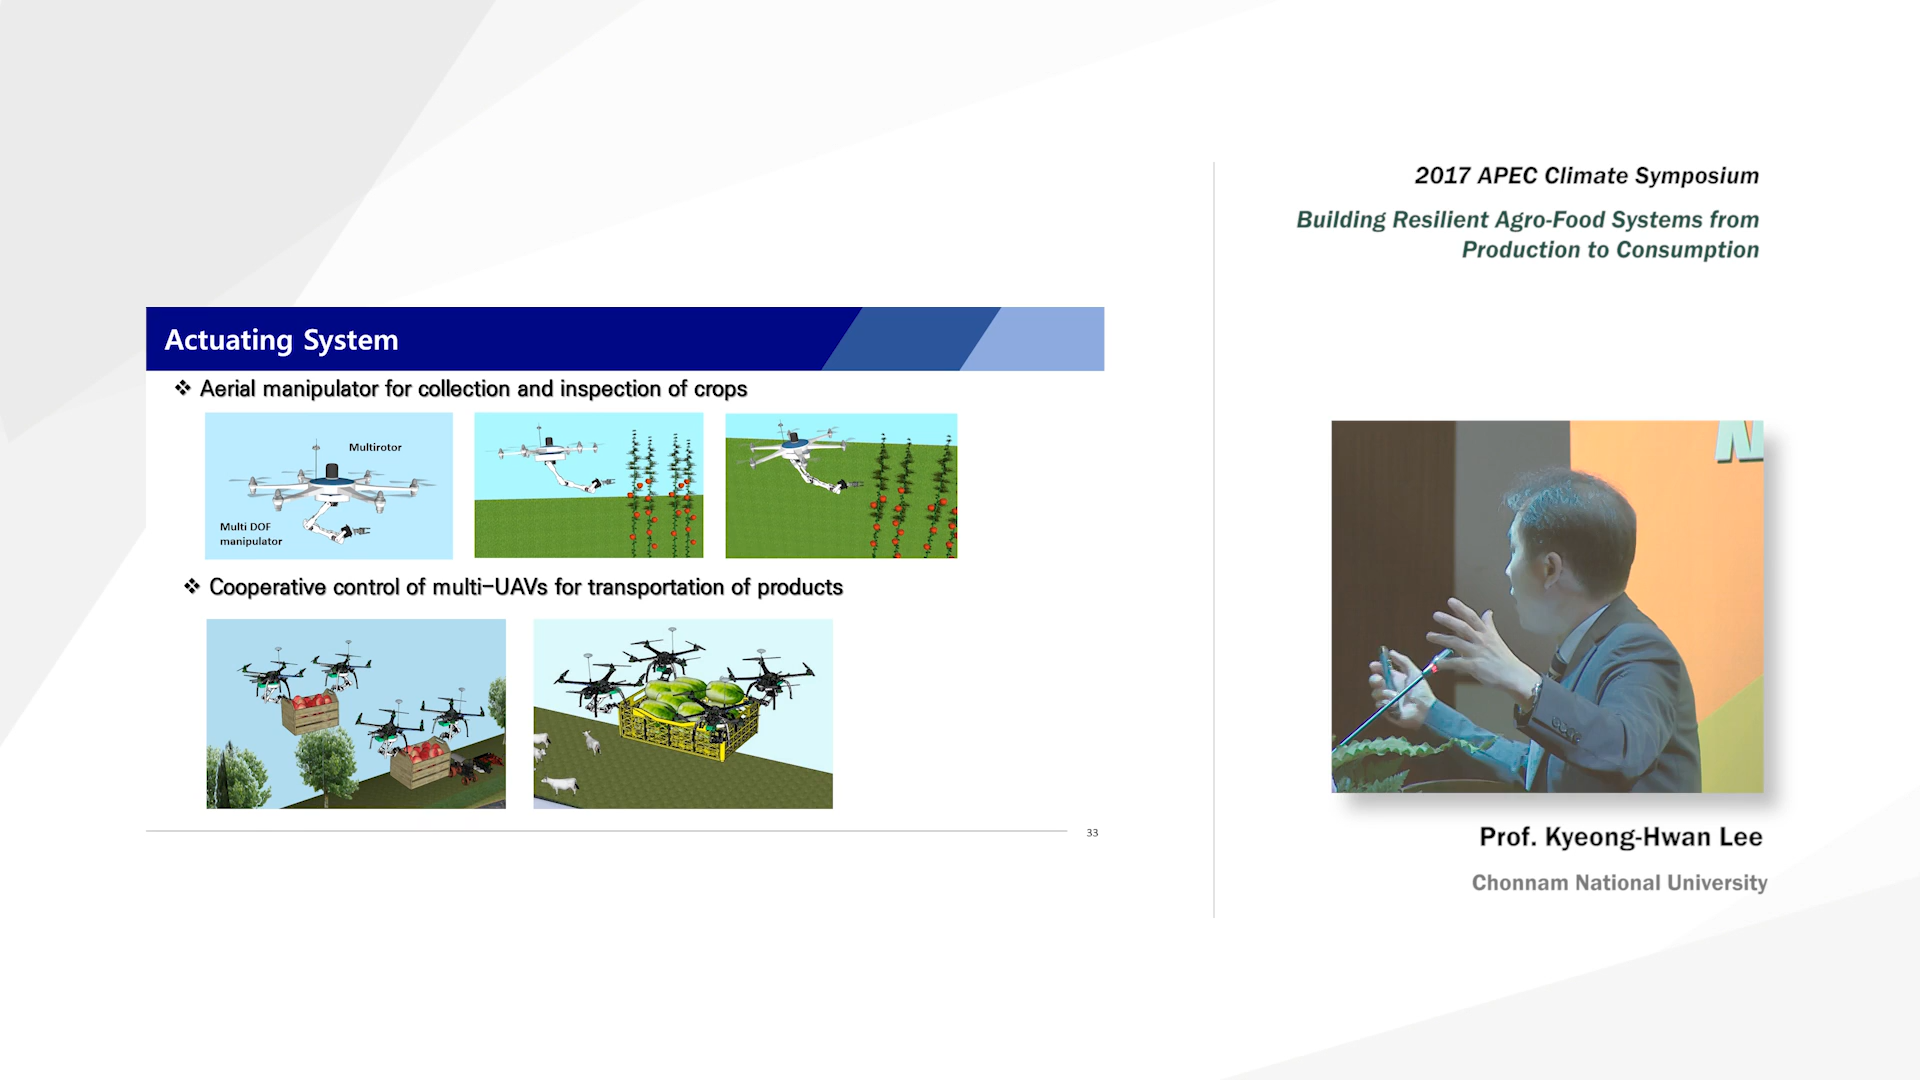 2017 APEC Climate Symposium
Building Resilient Agro-Food Systems from
Production to Consumption
Actuating System
❖ Aerial manipulator for collection and inspection of crops
Multirotor
Multi DOF
manipulator
❖ Cooperative control of multi-UAVs for transportation of products
33
N
Prof. Kyeong-Hwan Lee
Chonnam National University